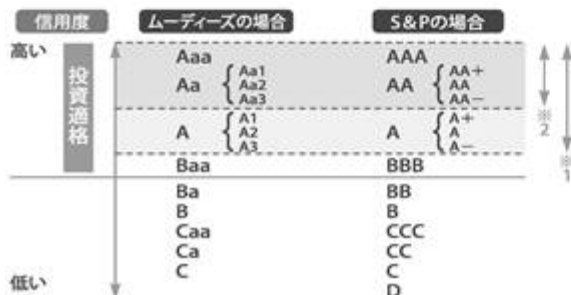 信用度 ムーディーズの場合 S&Pの場合
高い
投資適格
Aaa AAA
Aa Aa1 Aa2 Aa3 AA AA+ AA AA−
A A1 A2 A3 A A+ A A−
Baa BBB
※2
※1
Ba BB
B B
Caa CCC
Ca CC
C C
低い D